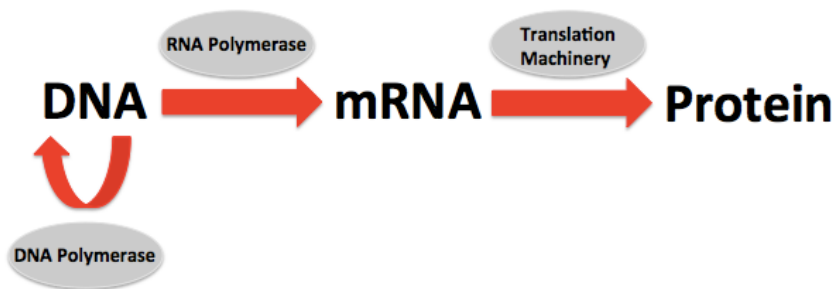 RNA Polymerase
Translation
Machinery
DNA
mRNA
Protein
DNA Polymerase